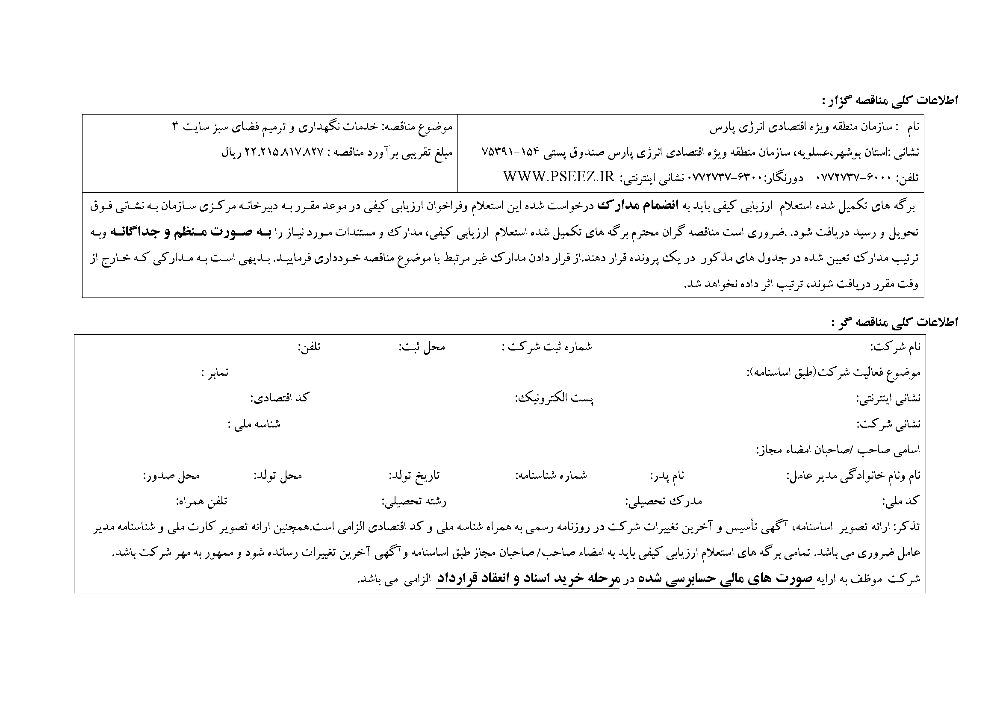 اطلاعات کلی مناقصه گزار :
نام : سازمان منطقه ویژه اقتصادی انرژی پارس
نشانی :استان بوشهر،عسلویه، سازمان منطقه ویژه اقتصادی انرژی پارس صندوق پستی ۱۵۴-۷۵۳۹۱
تلفن: ۶۰۰۰-۰۷۷۲۷۳۷ دورنگار:۶۳۰۰-۰۷۷۲۷۳۷ نشانی اینترنتی: WWW.PSEEZ.IR
موضوع مناقصه: خدمات نگهداری و ترمیم فضای سبز سایت ۳
مبلغ تقریبی برآورد مناقصه : ۲۲.۲۱۵.۸۱۷.۸۲۷ ریال
برگه های تکمیل شده استعلام ارزیابی کیفی باید به انضمام مدارک درخواست شده این استعلام وفراخوان ارزیابی کیفی در موعد مقرر به دبیرخانه مرکزی سازمان به نشانی فوق
تحویل و رسید دریافت شود. .ضروری است مناقصه گران محترم برگه های تکمیل شده استعلام ارزیابی کیفی، مدارک و مستندات مورد نیاز را به صورت منظم و جداگانه وبه
ترتیب مدارک تعیین شده در جدول های مذکور در یک پرونده قرار دهند.از قرار دادن مدارک غیر مرتبط با موضوع مناقصه خودداری فرمایید. بدیهی است به مدارکی که خارج از
وقت مقرر دریافت شوند، ترتیب اثر داده نخواهد شد.
اطلاعات کلی مناقصه گر :
نام شرکت: شماره ثبت شرکت : محل ثبت: تلفن:
موضوع فعالیت شرکت(طبق اساسنامه): نمابر :
نشانی اینترنتی: پست الکترونیک: کد اقتصادی:
نشانی شرکت: شناسه ملی :
اسامی صاحب /صاحبان امضاء مجاز:
نام ونام خانوادگی مدیر عامل: نام پدر: شماره شناسنامه: تاریخ تولد: محل تولد: محل صدور:
کد ملی: مدرک تحصیلی: رشته تحصیلی: تلفن همراه:
تذکر: ارائه تصویر اساسنامه، آگهی تأسیس و آخرین تغییرات شرکت در روزنامه رسمی به همراه شناسه ملی و کد اقتصادی الزامی است.همچنین ارائه تصویر کارت ملی و شناسنامه مدیر
عامل ضروری می باشد. تمامی برگه های استعلام ارزیابی کیفی باید به امضاء صاحب/ صاحبان مجاز طبق اساسنامه وآگهی آخرین تغییرات رسانده شود و ممهور به مهر شرکت باشد.
شرکت موظف به ارایه صورت های مالی حسابرسی شده در مرحله خرید اسناد و انعقاد قرارداد الزامی می باشد.